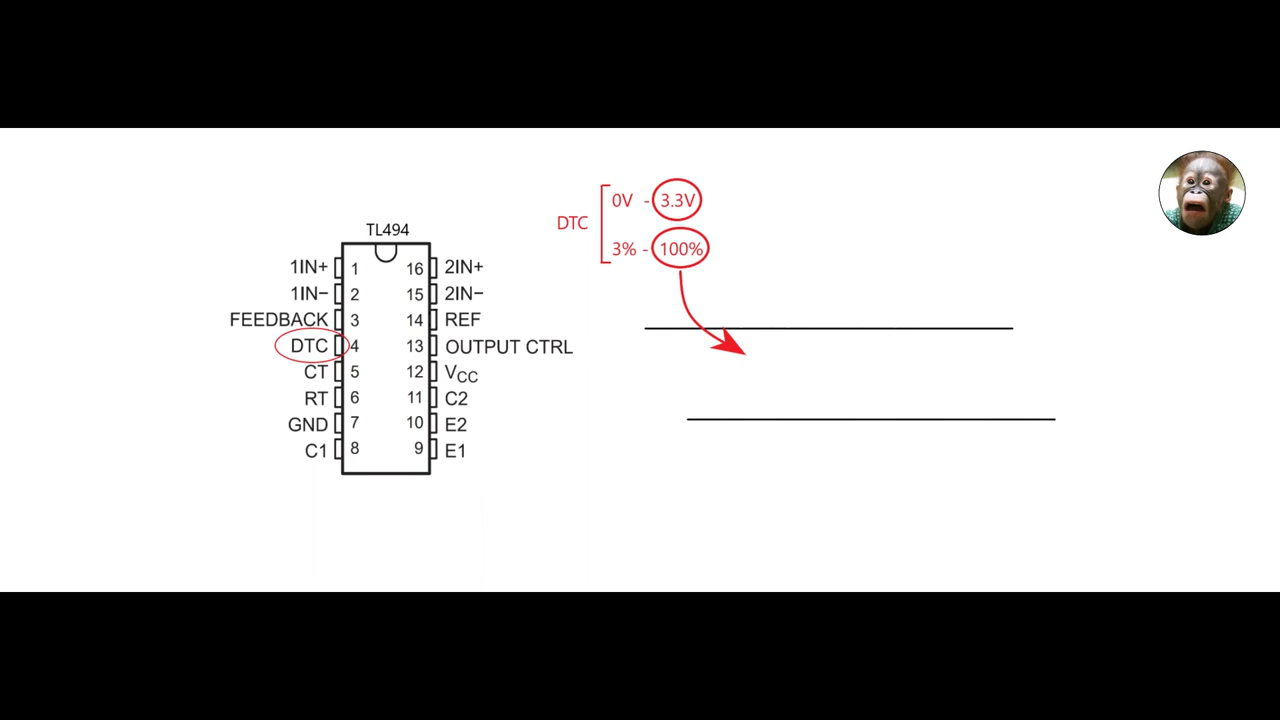 TL494
1IN+ 1 16 2IN+
1IN− 2 15 2IN−
FEEDBACK 3 14 REF
DTC 4 13 OUTPUT CTRL
CT 5 12 VCC
RT 6 11 C2
GND 7 10 E2
C1 8 9 E1
DTC
0V - 3.3V
3% - 100%